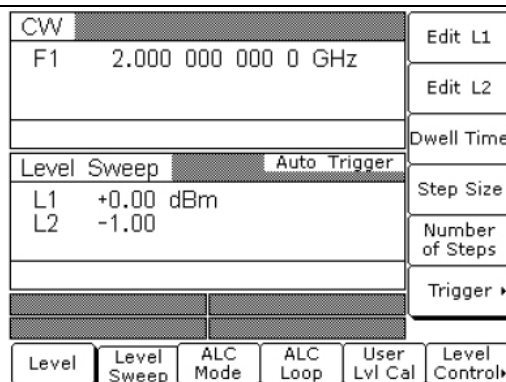 CW
F1 2.000 000 000 0 GHz
Level Sweep Auto Trigger
L1 +0.00 dBm
L2 -1.00
Edit L1
Edit L2
Dwell Time
Step Size
Number
of Steps
Trigger
Level
Level
Sweep
ALC
Mode
ALC
Loop
User
Lvl Cal
Level
Control